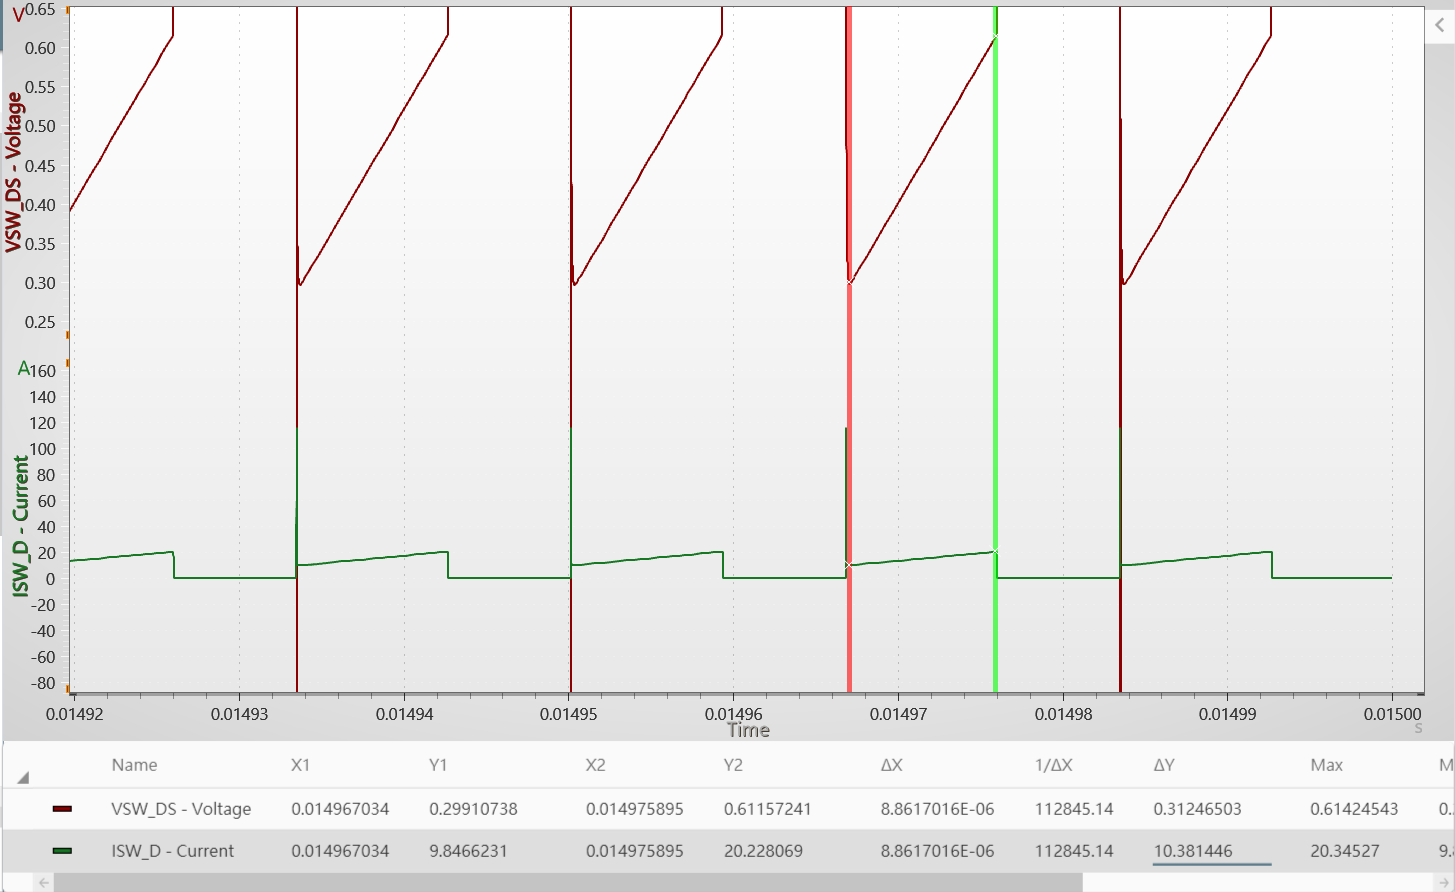 V
0.65
0.60
0.55
0.50
0.45
0.40
0.35
0.30
0.25
VSW_DS - Voltage
A
160
140
120
100
80
60
40
20
0
-20
-40
-60
-80
ISW_D - Current
0.01492 0.01493 0.01494 0.01495 0.01496 0.01497 0.01498 0.01499 0.01500
Time s
Name X1 Y1 X2 Y2 ΔX 1/ΔX ΔY Max M
VSW_DS - Voltage 0.014967034 0.29910738 0.014975895 0.61157241 8.8617016E-06 112845.14 0.31246503 0.61424543 0.
ISW_D - Current 0.014967034 9.8466231 0.014975895 20.228069 8.8617016E-06 112845.14 10.381446 20.34527 9.